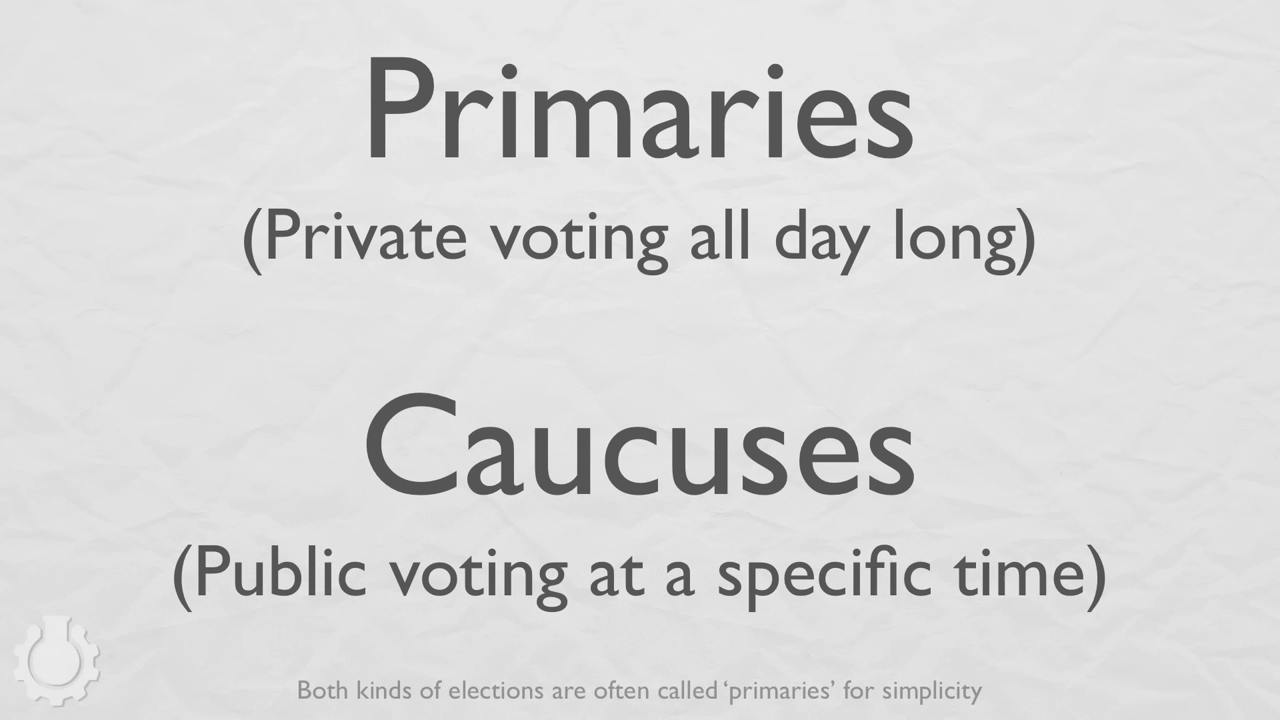 Primaries
(Private voting all day long)
Caucuses
(Public voting at a specific time)
Both kinds of elections are often called ‘primaries’ for simplicity